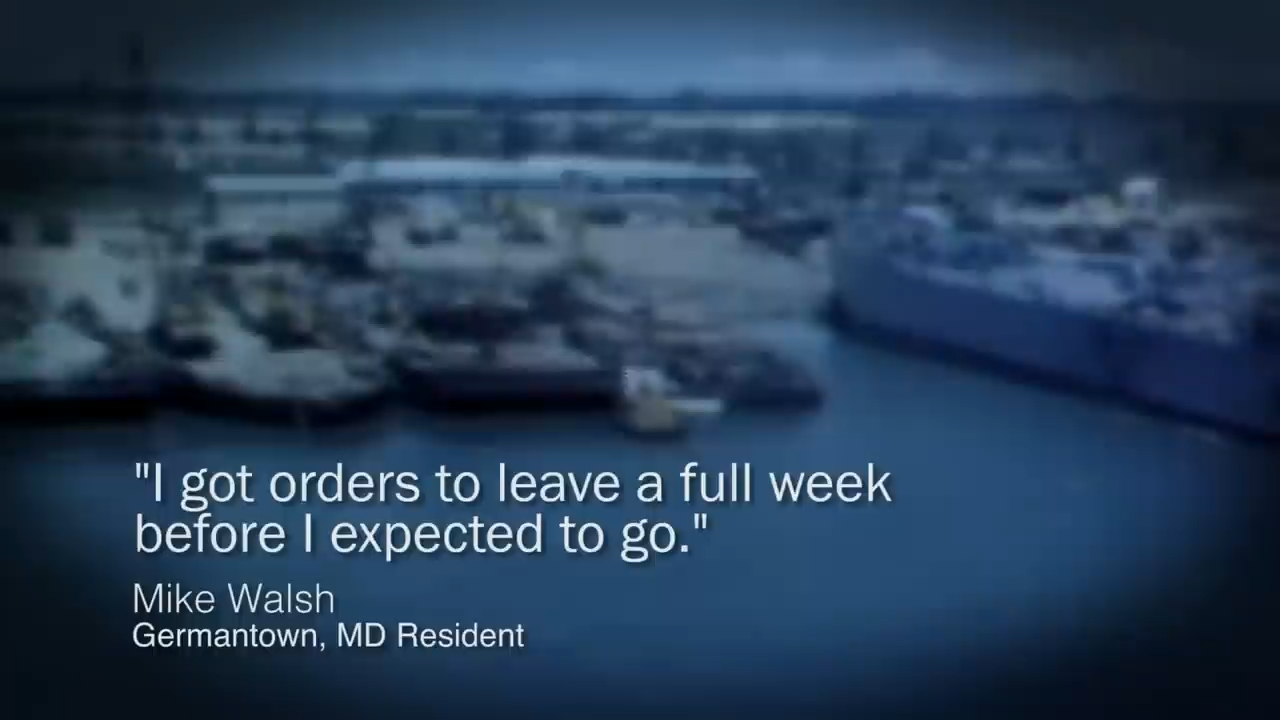 "I got orders to leave a full week
before I expected to go."
Mike Walsh
Germantown, MD Resident